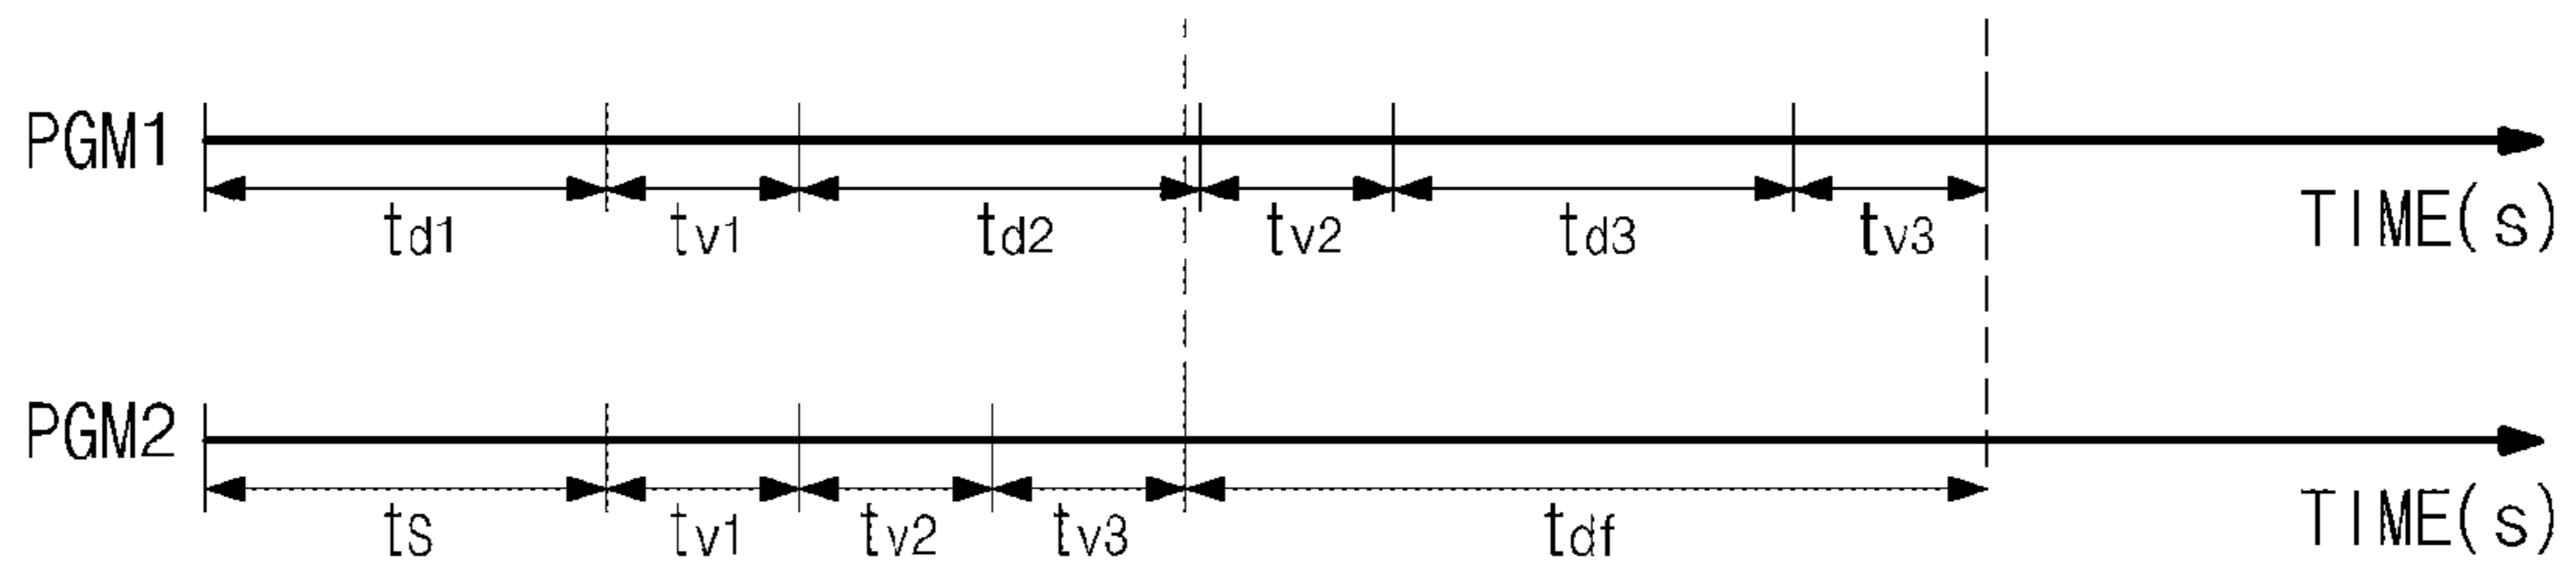 PGM1
td1 tv1 td2 tv2 td3 tv3 TIME(s)
PGM2
ts tv1 tv2 tv3 tdf TIME(s)